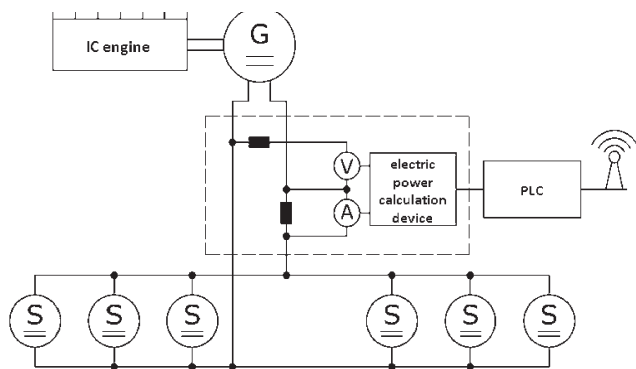 G
IC engine
V
electric
power
calculation
device
PLC
A
S S S S S S